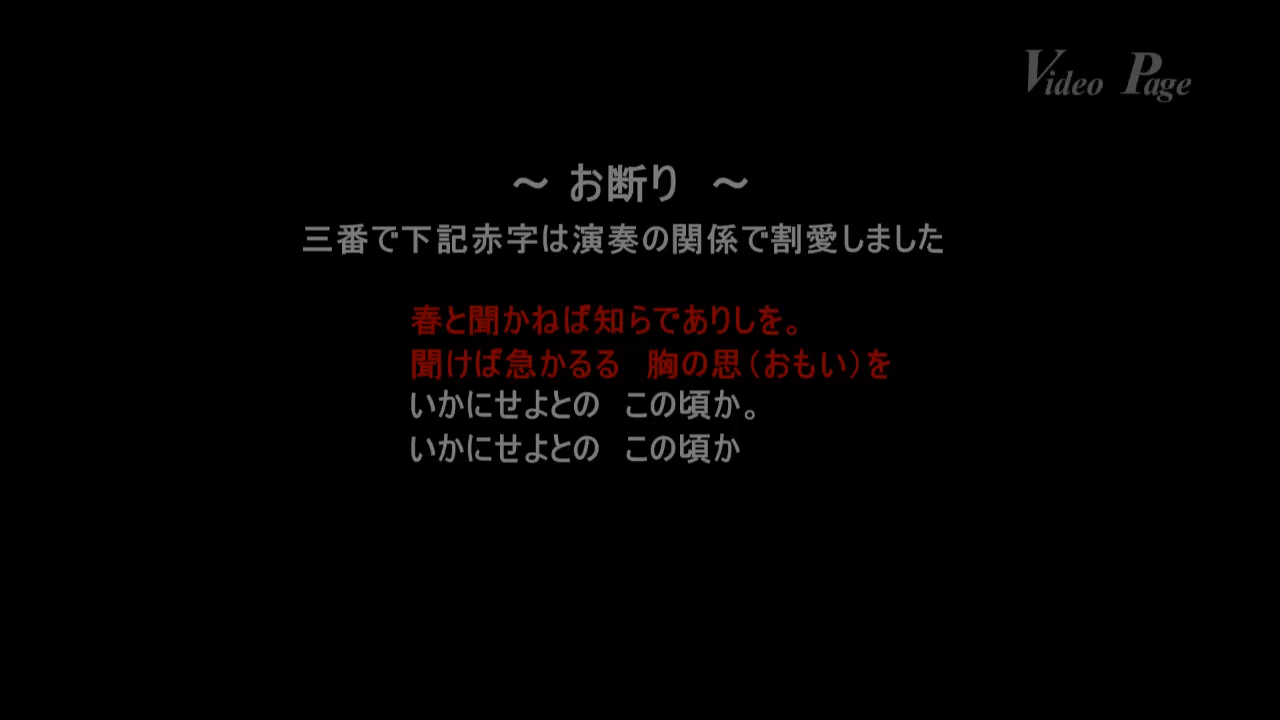 Video Page
～ お断り ～
三番で下記赤字は演奏の関係で割愛しました
春と聞かねば知らでありしを。
聞けば急かるる 胸の思（おもい）を
いかにせよとの この頃か。
いかにせよとの この頃か